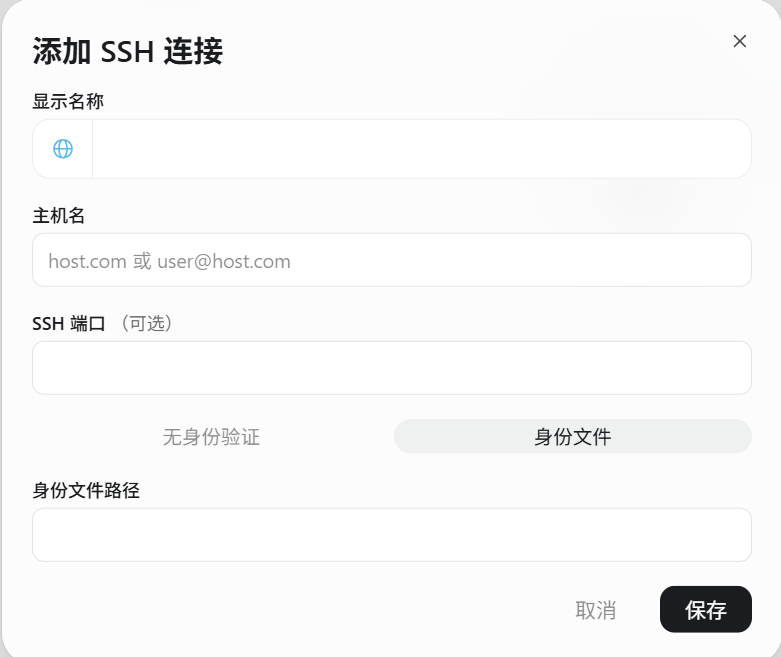 添加 SSH 连接
显示名称
主机名
host.com 或 user@host.com
SSH 端口 （可选）
无身份验证 身份文件
身份文件路径
取消 保存